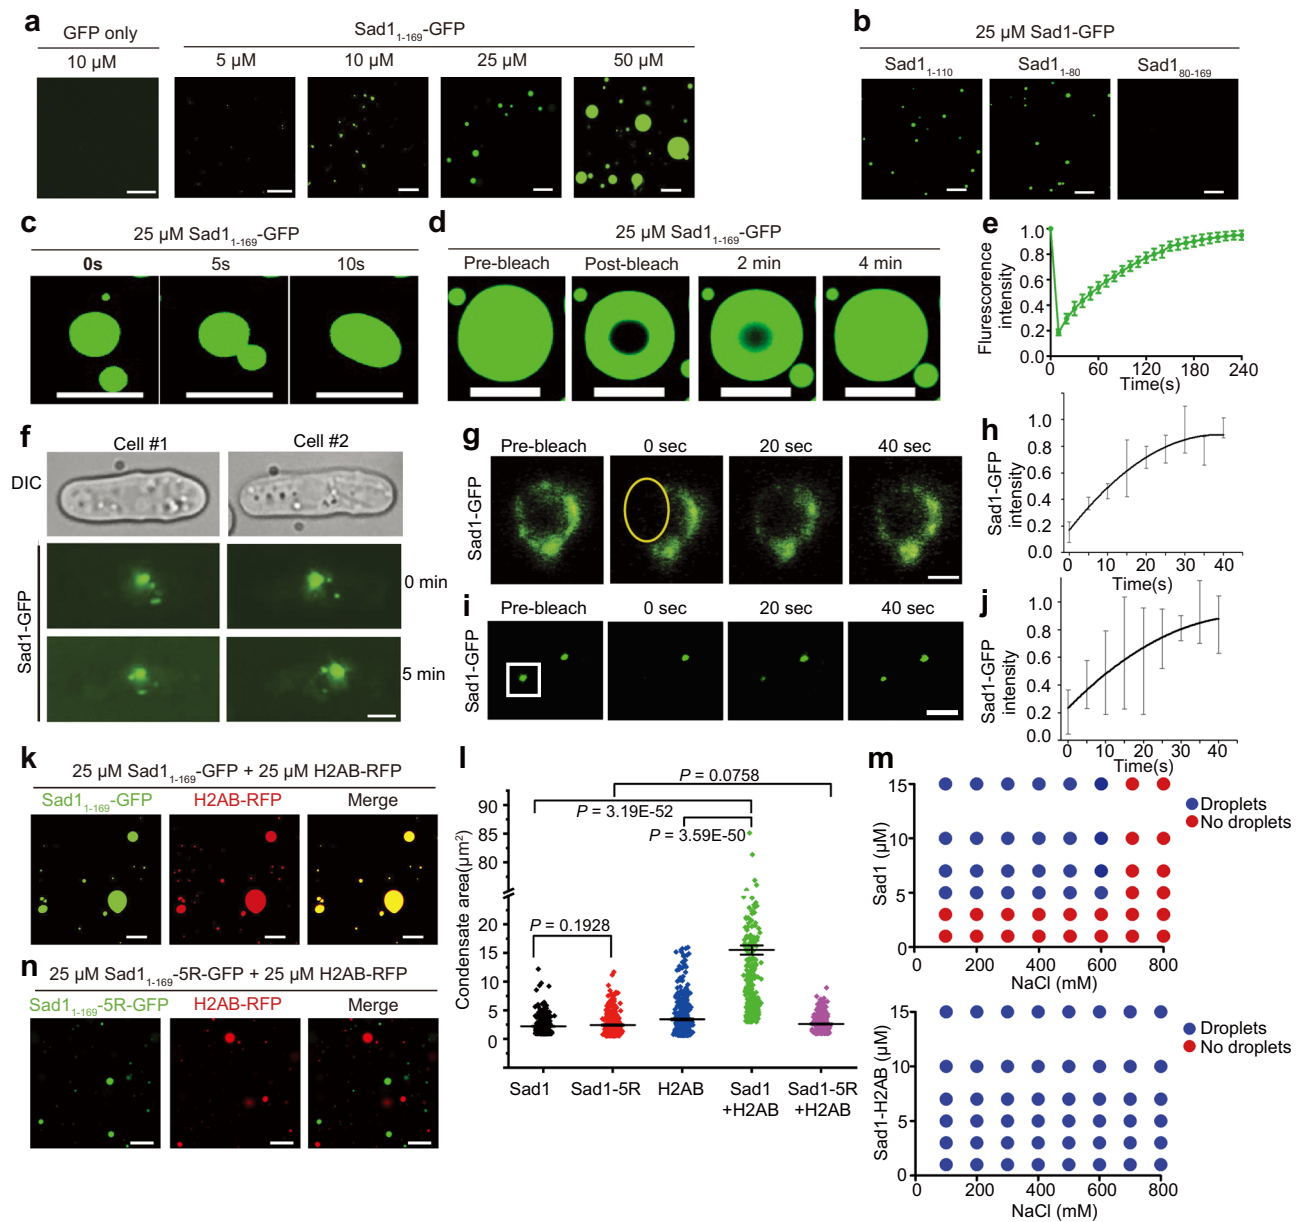 a
GFP only
Sad11-169-GFP
10 µM
5 µM
10 µM
25 µM
50 µM
b
25 µM Sad1-GFP
Sad11-110
Sad11-80
Sad180-169
c
25 µM Sad11-169-GFP
0s
5s
10s
d
25 µM Sad11-169-GFP
Pre-bleach
Post-bleach
2 min
4 min
e
Flurescerence
intensity
1.0
0.8
0.6
0.4
0.2
0.0
0
60
120
180
240
Time(s)
f
Cell #1
Cell #2
DIC
Sad1-GFP
0 min
5 min
g
Pre-bleach
0 sec
20 sec
40 sec
Sad1-GFP
h
Sad1-GFP
intensity
1.0
0.8
0.6
0.4
0.2
0.0
0
10
20
30
40
Time(s)
i
Pre-bleach
0 sec
20 sec
40 sec
Sad1-GFP
j
Sad1-GFP
intensity
1.0
0.8
0.6
0.4
0.2
0.0
0
10
20
30
40
Time(s)
k
25 µM Sad11-169-GFP + 25 µM H2AB-RFP
Sad11-169-GFP
H2AB-RFP
Merge
l
Condensate area(µm2)
90
85
80
20
15
10
5
0
P = 0.0758
P = 3.19E-52
P = 3.59E-50
P = 0.1928
Sad1
Sad1-5R
H2AB
Sad1
+H2AB
Sad1-5R
+H2AB
m
Sad1 (µM)
15
10
5
0
0
200
400
600
800
NaCl (mM)
Droplets
No droplets
Sad1-H2AB (µM)
15
10
5
0
0
200
400
600
800
NaCl (mM)
Droplets
No droplets
n
25 µM Sad11-169-5R-GFP + 25 µM H2AB-RFP
Sad11-169-5R-GFP
H2AB-RFP
Merge